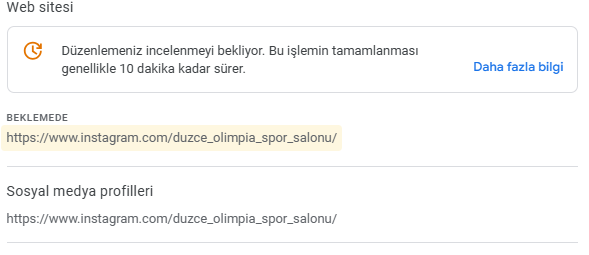 Web sitesi
Düzenlemeniz incelenmeyi bekliyor. Bu işlemin tamamlanması
genellikle 10 dakika kadar sürer.
Daha fazla bilgi
BEKLEMEDE
https://www.instagram.com/duzce_olimpia_spor_salonu/
Sosyal medya profilleri
https://www.instagram.com/duzce_olimpia_spor_salonu/